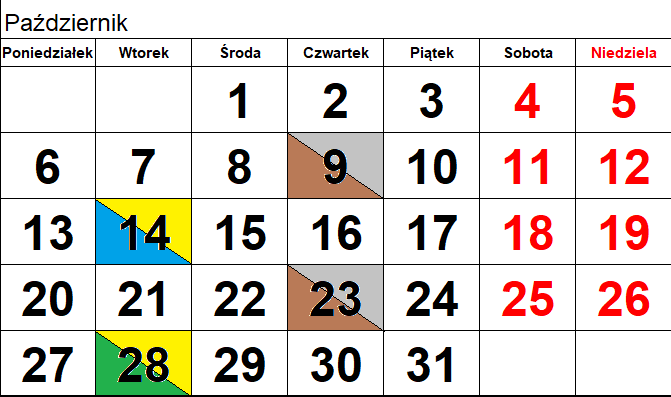 Październik
Poniedziałek Wtorek Środa Czwartek Piątek Sobota Niedziela
1 2 3 4 5
6 7 8 9 10 11 12
13 14 15 16 17 18 19
20 21 22 23 24 25 26
27 28 29 30 31